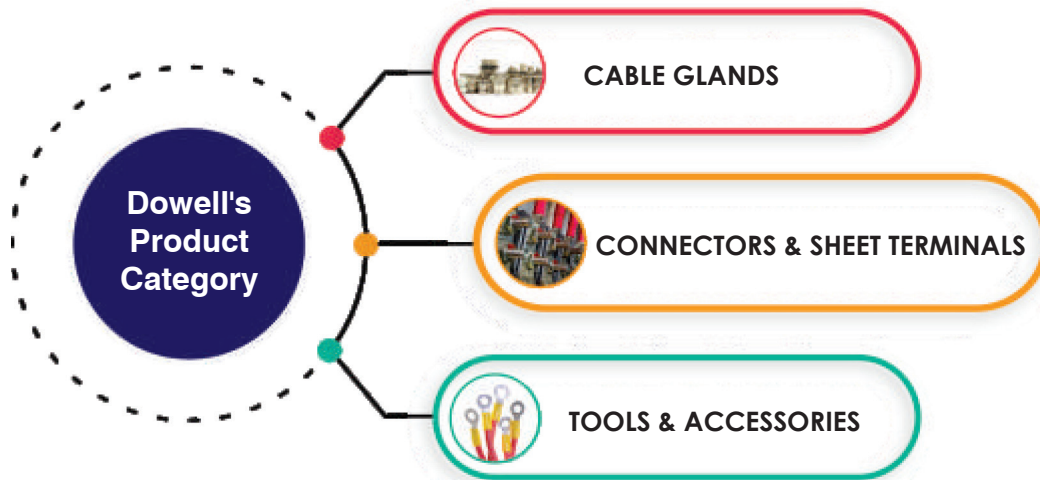 Dowell's
Product
Category
CABLE GLANDS
CONNECTORS & SHEET TERMINALS
TOOLS & ACCESSORIES